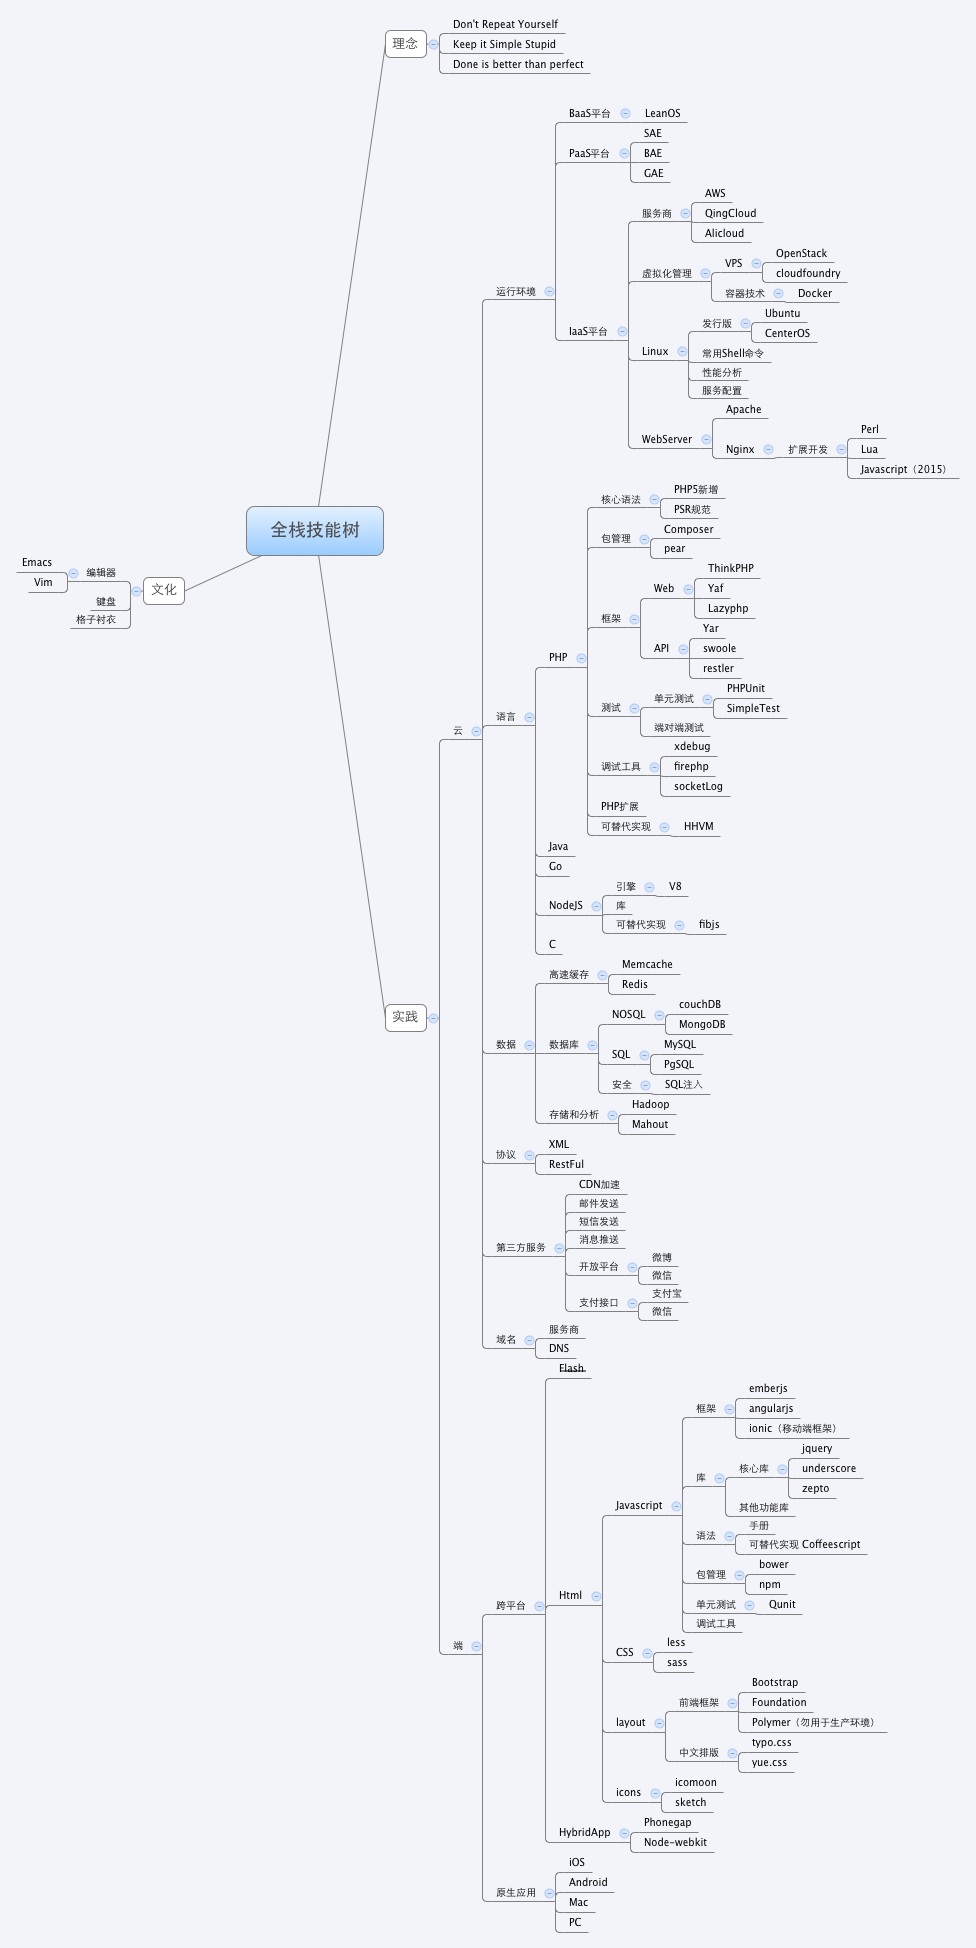 Don't Repeat Yourself
理念
Keep it Simple Stupid
Done is better than perfect
BaaS平台
LeanOS
SAE
PaaS平台
BAE
GAE
AWS
服务商
QingCloud
Alicloud
OpenStack
VPS
虚拟化管理
cloudfoundry
容器技术
Docker
运行环境
Ubuntu
发行版
IaaS平台
CenterOS
Linux
常用Shell命令
性能分析
服务配置
Apache
WebServer
Nginx
扩展开发
Perl
Lua
Javascript（2015）
PHP5新增
核心语法
PSR规范
Composer
包管理
pear
ThinkPHP
Web
Yaf
Lazyphp
框架
Yar
API
swoole
restler
PHP
PHPUnit
单元测试
测试
SimpleTest
端对端测试
语言
xdebug
调试工具
firephp
socketLog
PHP扩展
可替代实现
HHVM
Java
Go
引擎
V8
NodeJS
库
可替代实现
fibjs
C
全栈技能树
Emacs
编辑器
Vim
文化
键盘
格子衬衣
云
实践
Memcache
高速缓存
Redis
couchDB
NOSQL
MongoDB
数据
数据库
MySQL
SQL
PgSQL
安全
SQL注入
Hadoop
存储和分析
Mahout
XML
协议
RestFul
CDN加速
邮件发送
短信发送
消息推送
第三方服务
微博
开放平台
微信
支付宝
支付接口
微信
服务商
域名
DNS
Flash
emberjs
框架
angularjs
ionic（移动端框架）
jquery
核心库
underscore
库
zepto
Javascript
其他功能库
手册
语法
可替代实现 Coffeescript
bower
包管理
npm
单元测试
Qunit
调试工具
Html
跨平台
端
less
CSS
sass
Bootstrap
前端框架
Foundation
layout
Polymer（勿用于生产环境）
typo.css
中文排版
yue.css
icomoon
icons
sketch
Phonegap
HybridApp
Node-webkit
iOS
Android
原生应用
Mac
PC